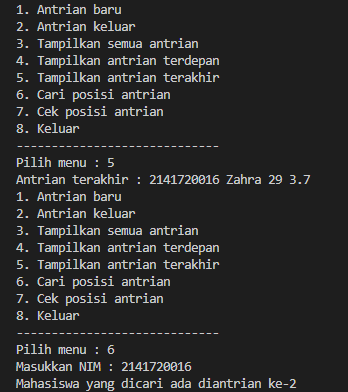 1. Antrian baru
2. Antrian keluar
3. Tampilkan semua antrian
4. Tampilkan antrian terdepan
5. Tampilkan antrian terakhir
6. Cari posisi antrian
7. Cek posisi antrian
8. Keluar
-----------------------------
Pilih menu : 5
Antrian terakhir : 2141720016 Zahra 29 3.7
1. Antrian baru
2. Antrian keluar
3. Tampilkan semua antrian
4. Tampilkan antrian terdepan
5. Tampilkan antrian terakhir
6. Cari posisi antrian
7. Cek posisi antrian
8. Keluar
-----------------------------
Pilih menu : 6
Masukkan NIM : 2141720016
Mahasiswa yang dicari ada diantrian ke-2